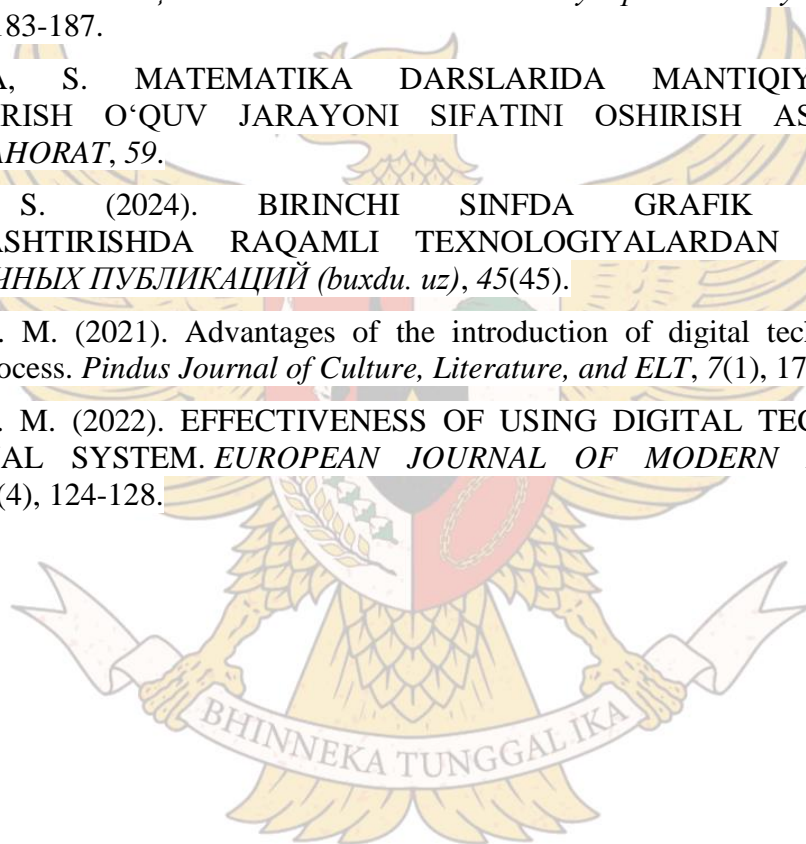 183-187.
A, S. MATEMATIKA DARSLARIDA MANTIQIY
RISH O‘QUV JARAYONI SIFATINI OSHIRISH AS
AHORAT, 59.
S. (2024). BIRINCHI SINFDA GRAFIK
ASHTIRISHDA RAQAMLI TEXNOLOGIYALARDAN
ННЫХ ПУБЛИКАЦИЙ (buxdu. uz), 45(45).
. M. (2021). Advantages of the introduction of digital tec
ocess. Pindus Journal of Culture, Literature, and ELT, 7(1), 17
. M. (2022). EFFECTIVENESS OF USING DIGITAL TEC
AL SYSTEM. EUROPEAN JOURNAL OF MODERN
(4), 124-128.
BHINNEKA TUNGGAL IKA